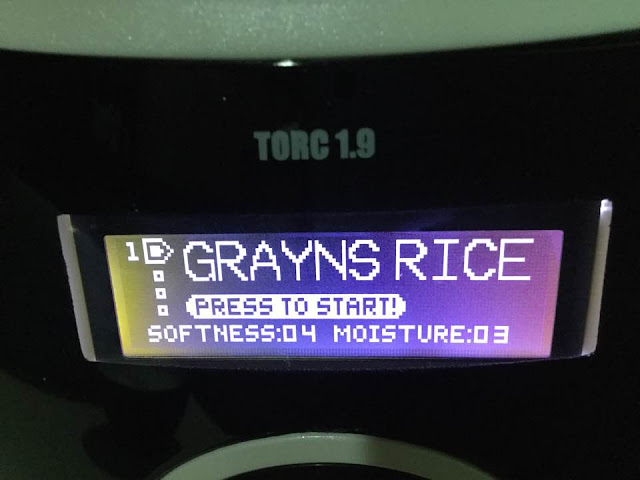 TORC 1.9
1 GRAYNS RICE
PRESS TO START!
SOFTNESS:04 MOISTURE:03